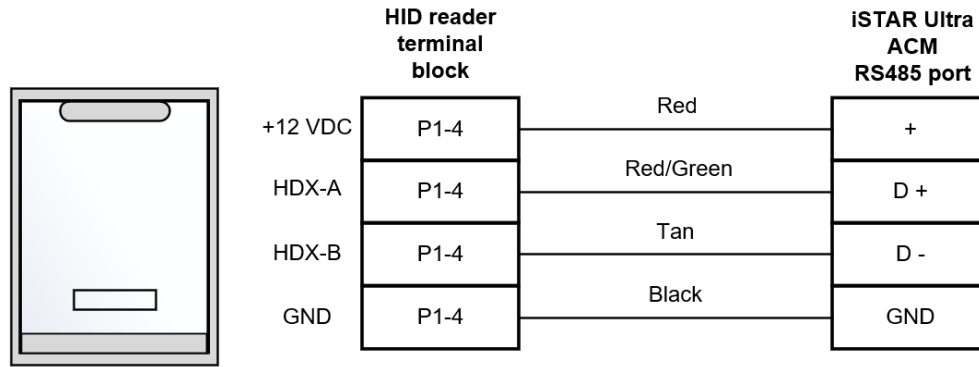 HID reader
terminal
block
iSTAR Ultra
ACM
RS485 port
+12 VDC P1-4 Red +
HDX-A P1-4 Red/Green D +
HDX-B P1-4 Tan D -
GND P1-4 Black GND